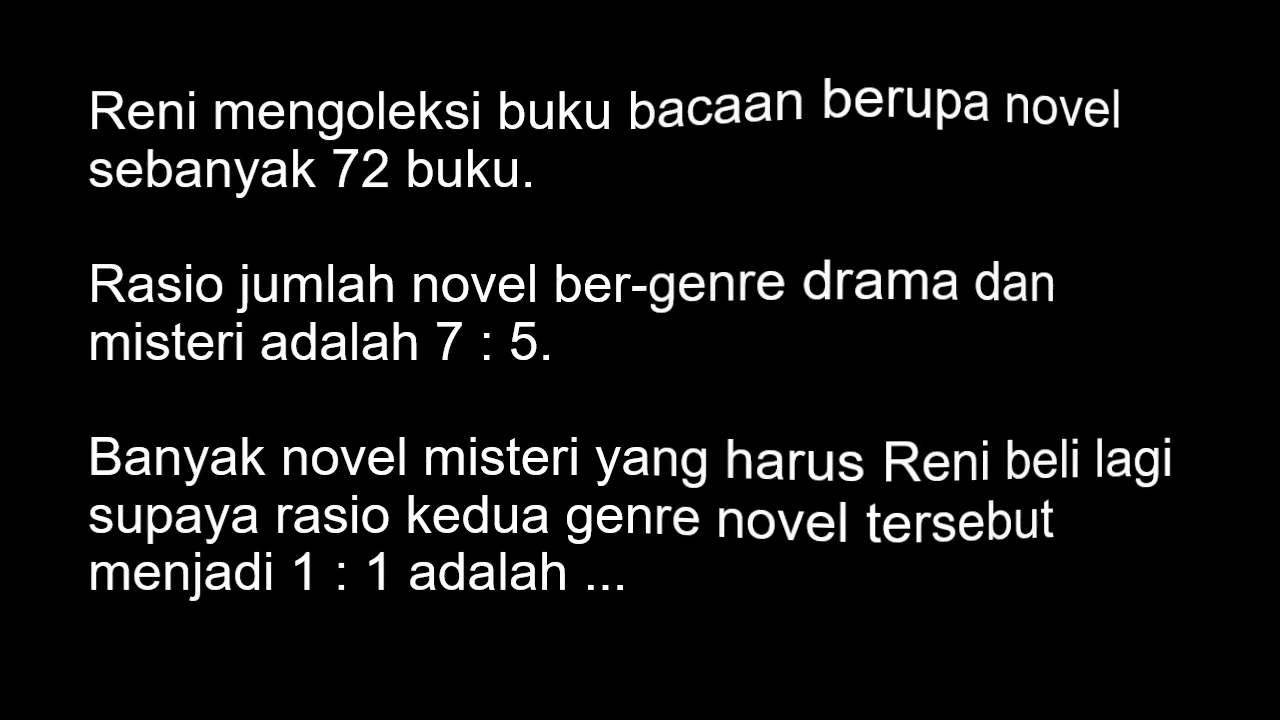 Reni mengoleksi buku bacaan berupa novel
sebanyak 72 buku.
Rasio jumlah novel ber-genre drama dan
misteri adalah 7 : 5.
Banyak novel misteri yang harus Reni beli lagi
supaya rasio kedua genre novel tersebut
menjadi 1 : 1 adalah ...